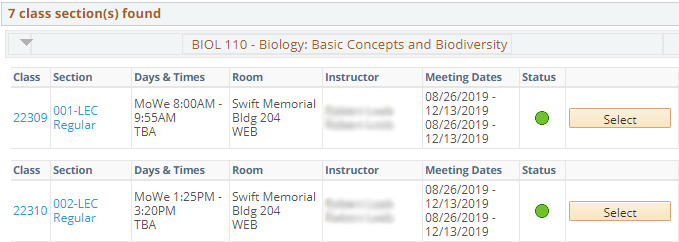 7 class section(s) found
BIOL 110 - Biology: Basic Concepts and Biodiversity
Class Section Days & Times Room Instructor Meeting Dates Status
22309 001-LEC Regular MoWe 8:00AM - 9:55AM TBA Swift Memorial Bldg 204 WEB 08/26/2019 - 12/13/2019 08/26/2019 - 12/13/2019 Select
Class Section Days & Times Room Instructor Meeting Dates Status
22310 002-LEC Regular MoWe 1:25PM - 3:20PM TBA Swift Memorial Bldg 204 WEB 08/26/2019 - 12/13/2019 08/26/2019 - 12/13/2019 Select